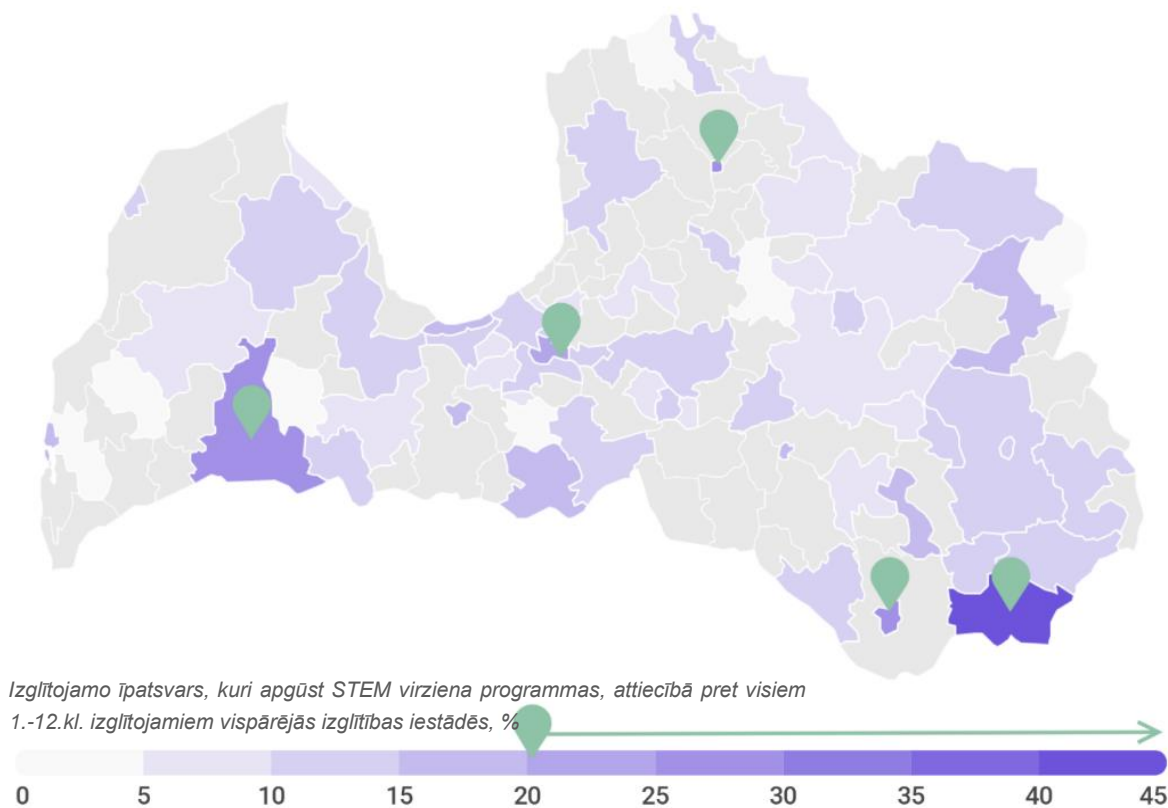 Izglītojamo īpatsvars, kuri apgūst STEM virziena programmas, attiecībā pret visiem
1.-12.kl. izglītojamiem vispārējās izglītības iestādēs, %
0 5 10 15 20 25 30 35 40 45